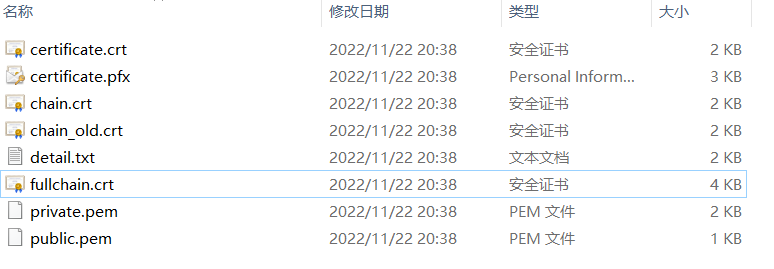 名称 修改日期 类型 大小
certificate.crt 2022/11/22 20:38 安全证书 2 KB
certificate.pfx 2022/11/22 20:38 Personal Inform... 3 KB
chain.crt 2022/11/22 20:38 安全证书 2 KB
chain_old.crt 2022/11/22 20:38 安全证书 2 KB
detail.txt 2022/11/22 20:38 文本文档 2 KB
fullchain.crt 2022/11/22 20:38 安全证书 4 KB
private.pem 2022/11/22 20:38 PEM 文件 2 KB
public.pem 2022/11/22 20:38 PEM 文件 1 KB